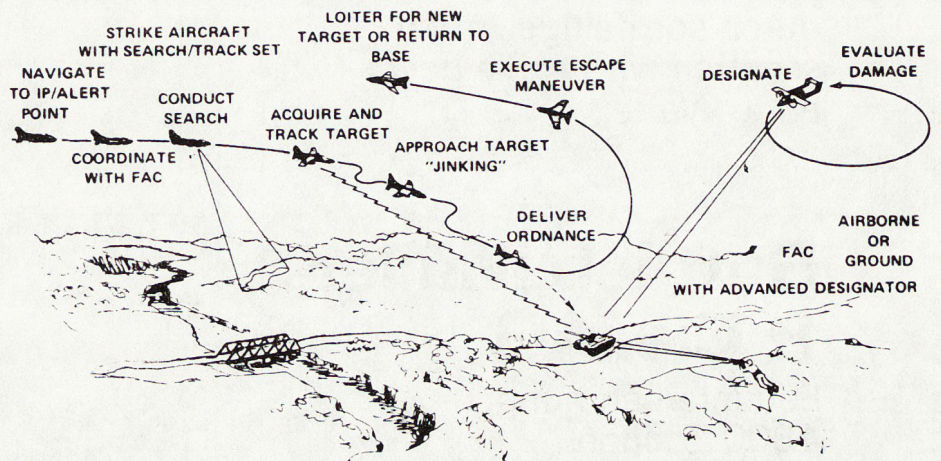 STRIKE AIRCRAFT
WITH SEARCH/TRACK SET
NAVIGATE
TO IP/ALERT
POINT
COORDINATE
WITH FAC
CONDUCT
SEARCH
ACQUIRE AND
TRACK TARGET
APPROACH TARGET
"JINKING"
DELIVER
ORDNANCE
EXECUTE ESCAPE
MANEUVER
LOITER FOR NEW
TARGET OR RETURN TO
BASE
DESIGNATE
EVALUATE
DAMAGE
FAC
AIRBORNE
OR
GROUND
WITH ADVANCED DESIGNATOR